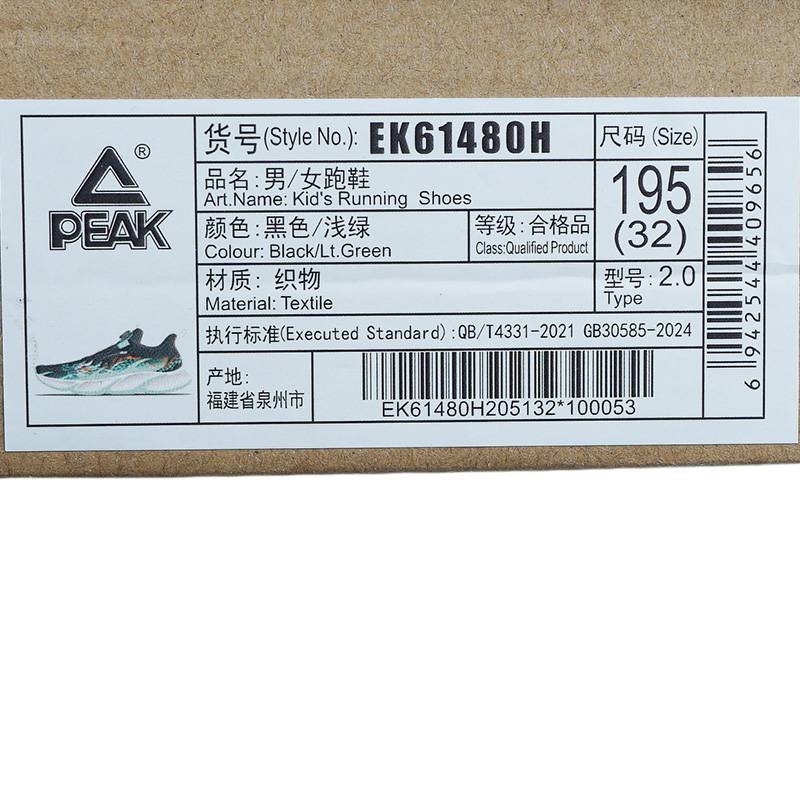 ®
PEAK
货号(Style No.): EK61480H
尺码 (Size)
品名: 男/女跑鞋
Art.Name: Kid's Running Shoes
195
(32)
颜色: 黑色/浅绿
Colour: Black/Lt.Green
等级: 合格品
Class:Qualified Product
材质: 织物
Material: Textile
型号: 2.0
Type
执行标准(Executed Standard):QB/T4331-2021 GB30585-2024
产地:
福建省泉州市
EK61480H205132*100053
6 942544 409656